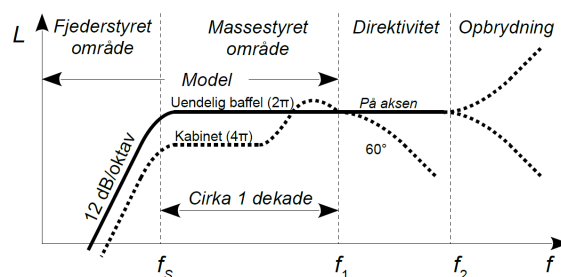 Fjederstyret
område
Massestyret
område
Direktivitet
Opbrydning
L
Model
Uendelig baffel (2π)
På aksen
Kabinet (4π)
60°
12 dB/oktav
Cirka 1 dekade
fS
f1
f2
f